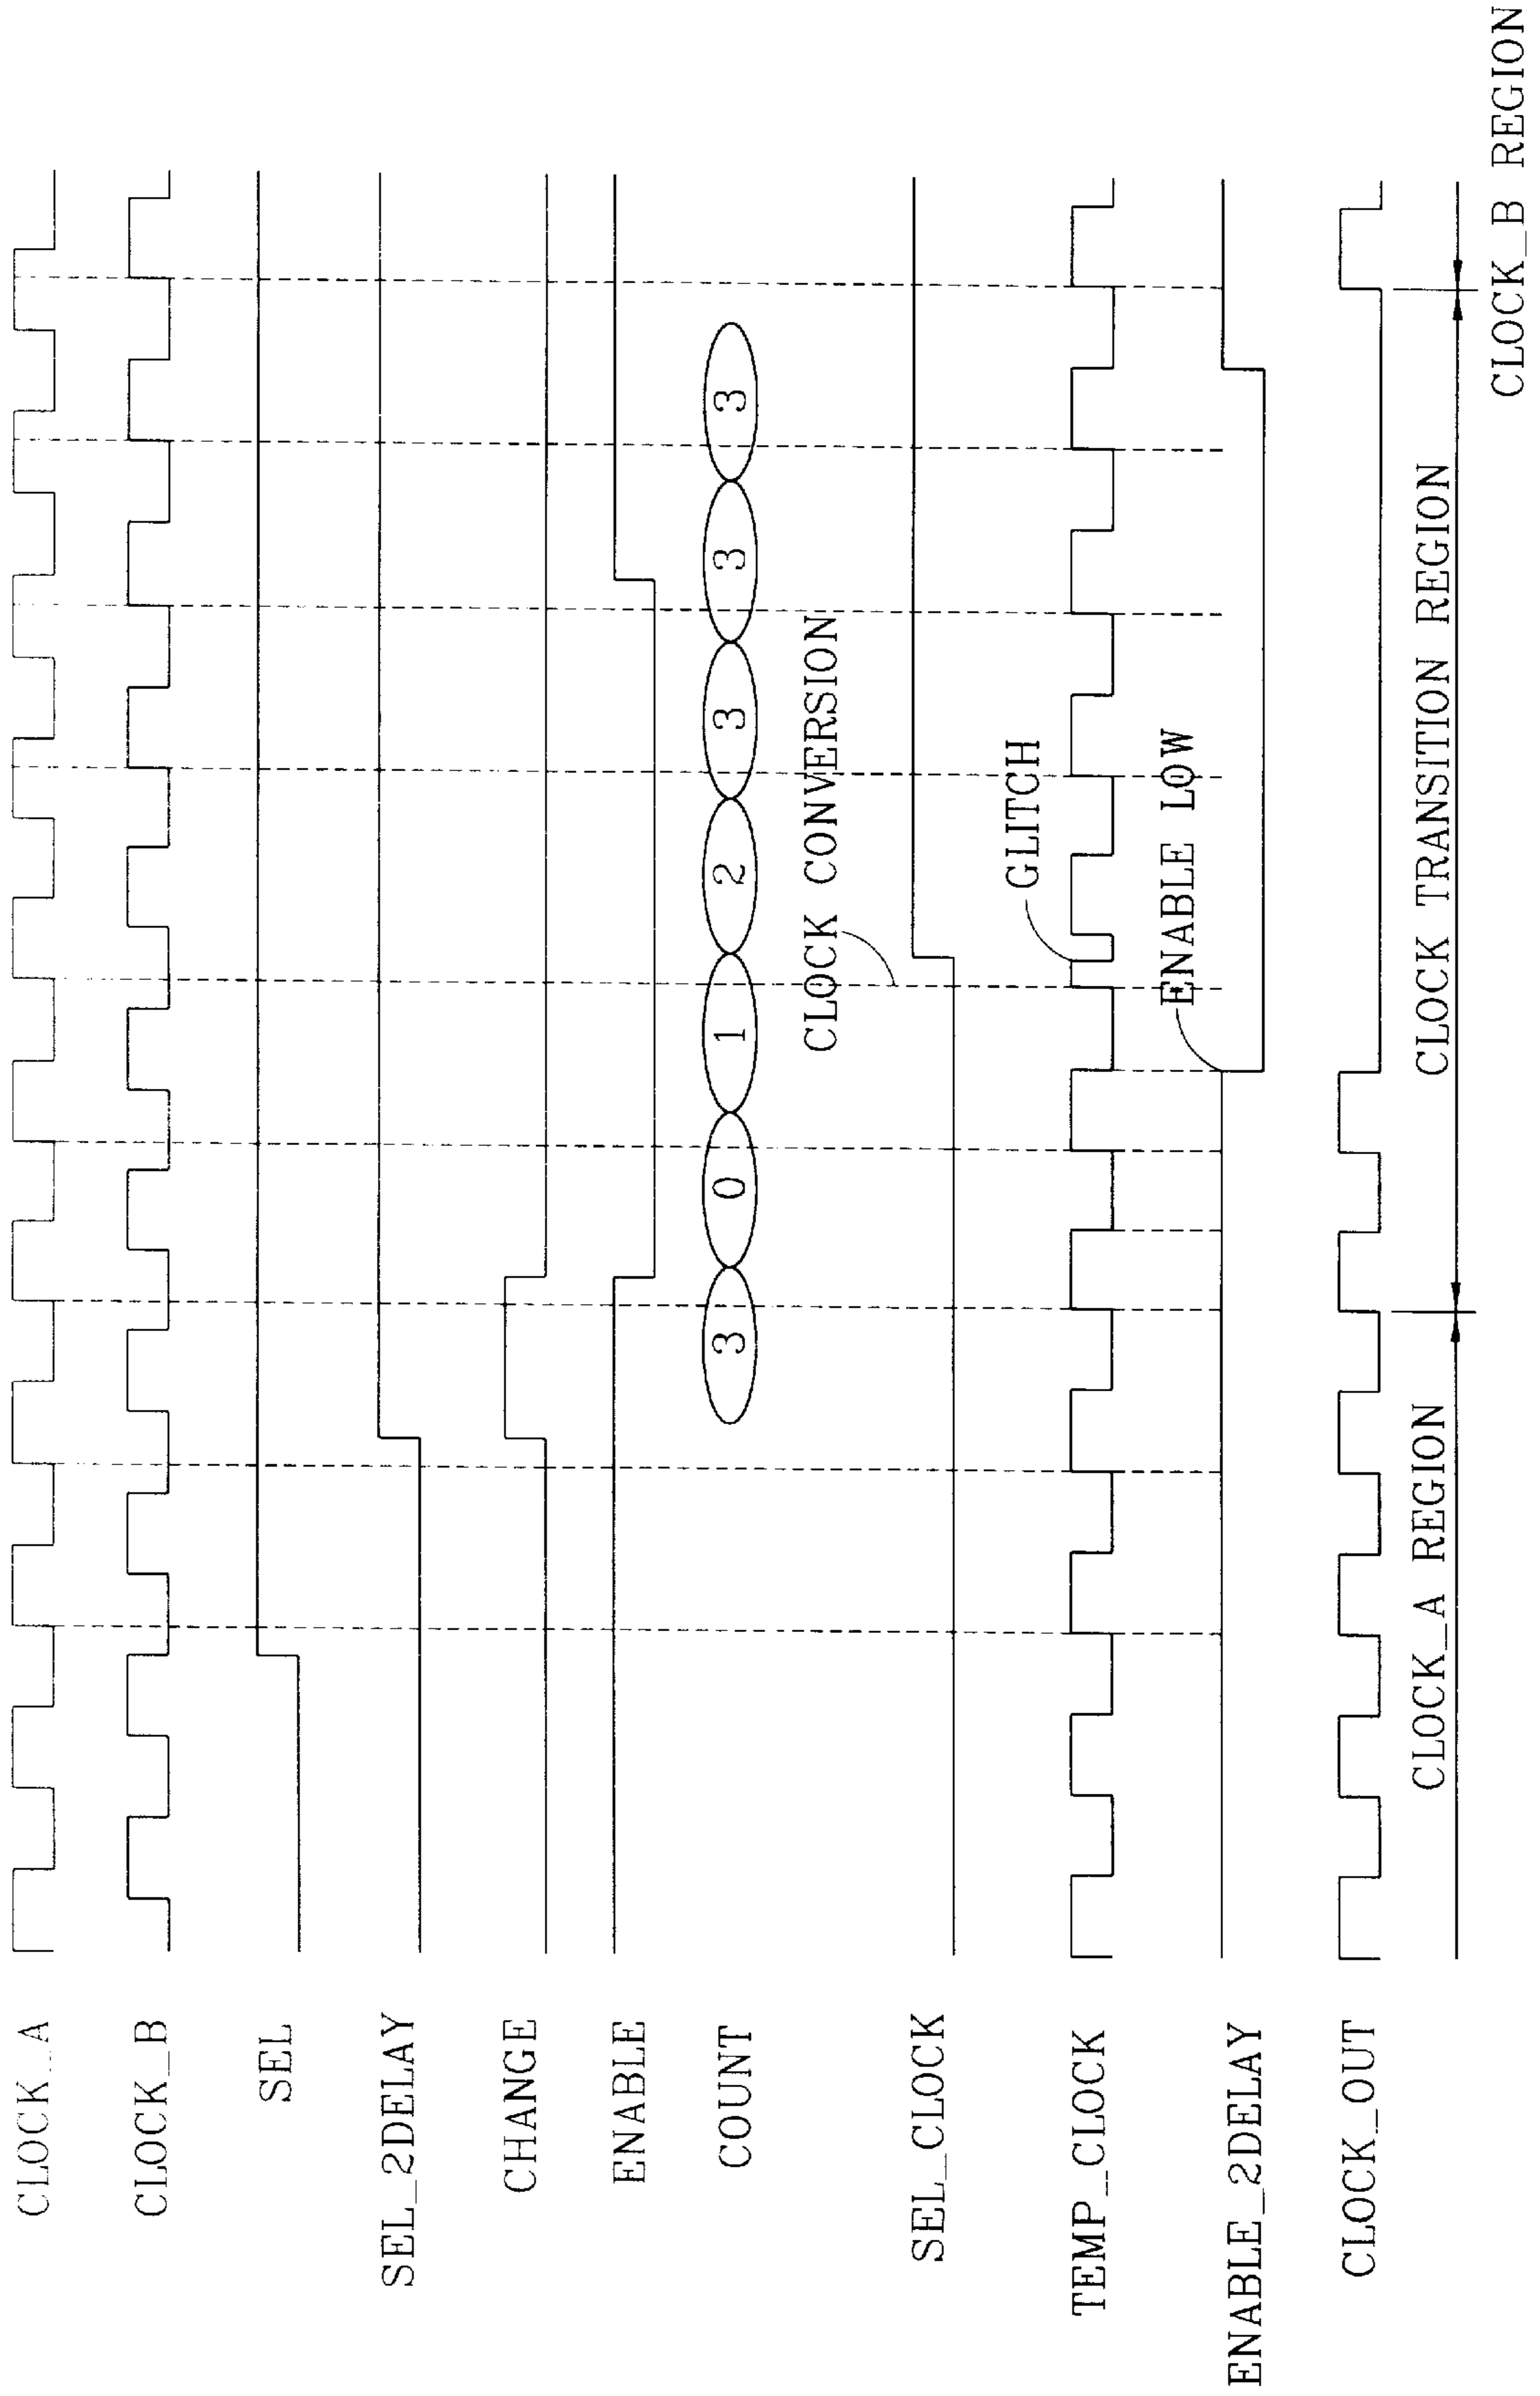 CLOCK_A
CLOCK_B
SEL
SEL_2DELAY
CHANGE
ENABLE
COUNT
3 0 1 2 3 3 3
CLOCK CONVERSION
SEL_CLOCK
GLITCH
TEMP_CLOCK
ENABLE LOW
ENABLE_2DELAY
CLOCK_OUT
CLOCK_A REGION
CLOCK TRANSITION REGION
CLOCK_B REGION